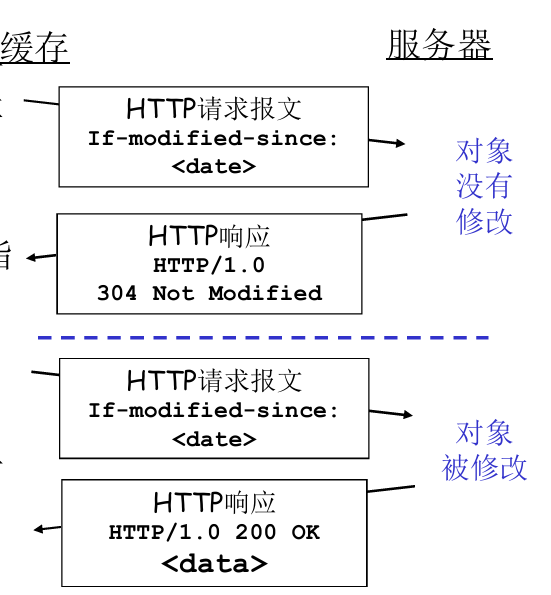 缓存
服务器
HTTP请求报文
If-modified-since:
<date>
对象
没有
修改
HTTP响应
HTTP/1.0
304 Not Modified
HTTP请求报文
If-modified-since:
<date>
对象
被修改
HTTP响应
HTTP/1.0 200 OK
<data>